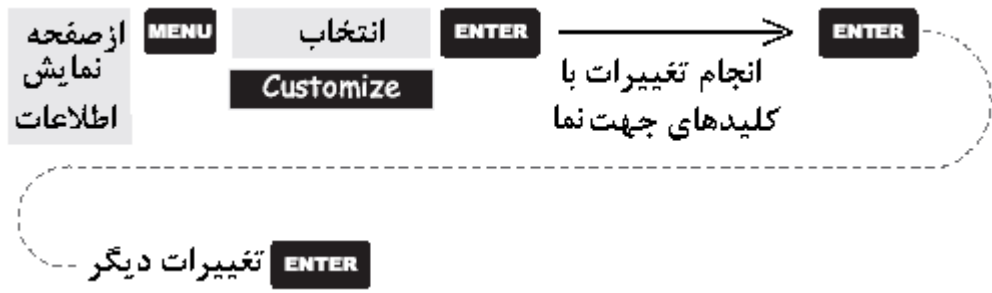 از صفحه نمایش اطلاعات
MENU
انتخاب
Customize
ENTER
انجام تغییرات با
کلیدهای جهت نما
ENTER
تغییرات دیگر
ENTER